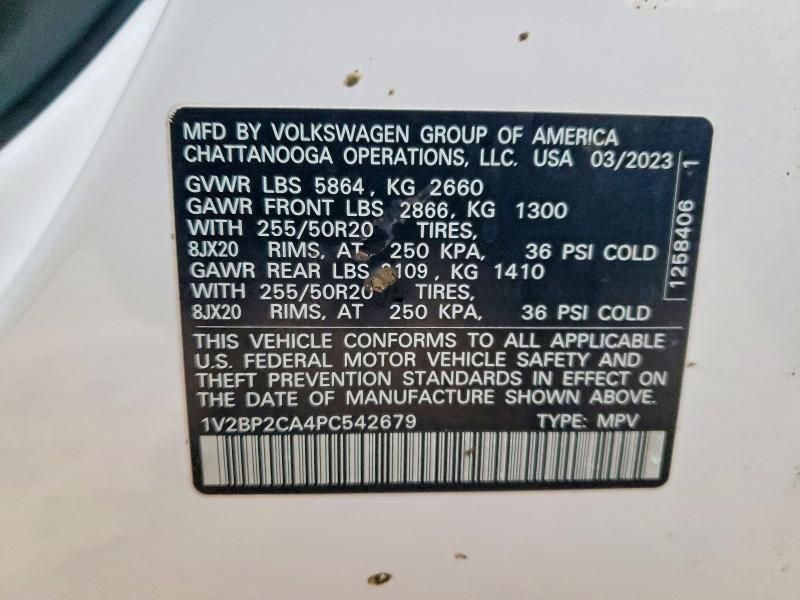 MFD BY VOLKSWAGEN GROUP OF AMERICA
CHATTANOOGA OPERATIONS, LLC. USA 03/2023
GVWR LBS 5864, KG 2660
GAWR FRONT LBS 2866, KG 1300
WITH 255/50R20 TIRES,
8JX20 RIMS, AT 250 KPA, 36 PSI COLD
GAWR REAR LBS , KG 1410
WITH 255/50R20 TIRES,
8JX20 RIMS, AT 250 KPA, 36 PSI COLD
THIS VEHICLE CONFORMS TO ALL APPLICABLE
U.S. FEDERAL MOTOR VEHICLE SAFETY AND
THEFT PREVENTION STANDARDS IN EFFECT ON
THE DATE OF MANUFACTURE SHOWN ABOVE.
1V2BP2CA4PC542679 TYPE: MPV
1258406 1